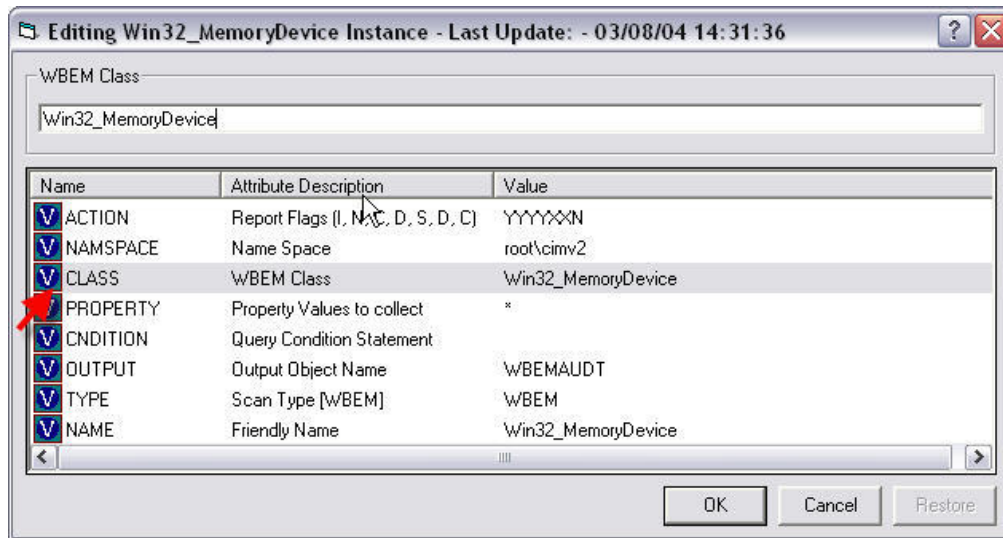 Editing Win32_MemoryDevice Instance - Last Update: - 03/08/04 14:31:36
WBEM Class
Win32_MemoryDevice
Name Attribute Description Value
V ACTION Report Flags (I, N/C, D, S, D, C) YYYYXXN
V NAMSPACE Name Space root\cimv2
V CLASS WBEM Class Win32_MemoryDevice
V PROPERTY Property Values to collect *
V CNDITION Query Condition Statement
V OUTPUT Output Object Name WBEMAUDT
V TYPE Scan Type [WBEM] WBEM
V NAME Friendly Name Win32_MemoryDevice
OK Cancel Restore